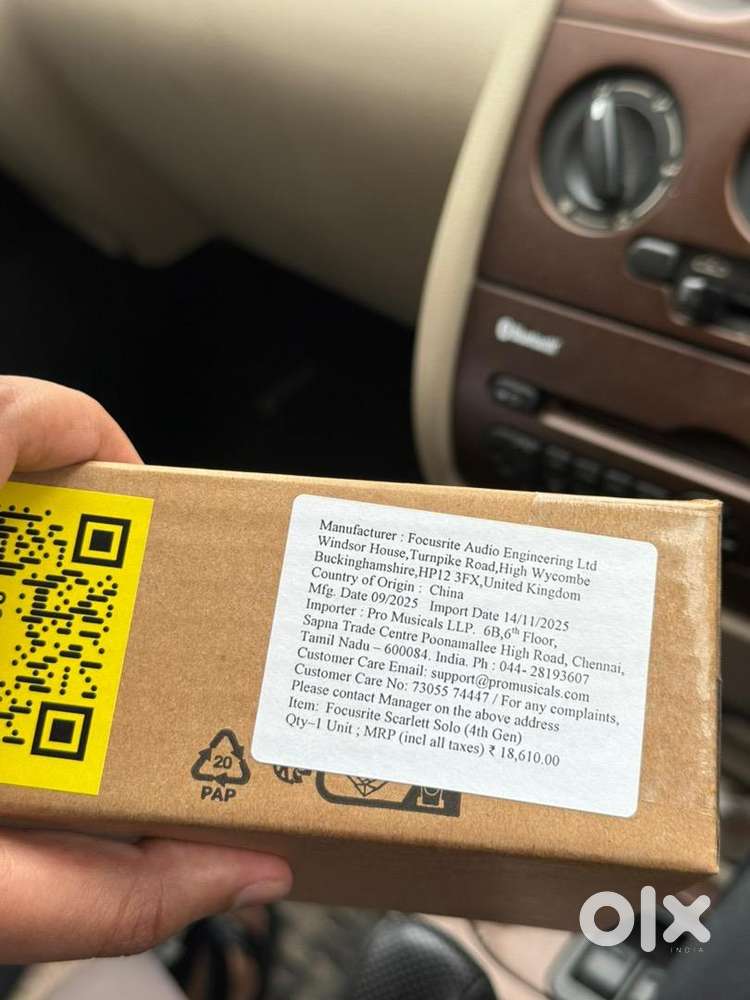 Bluetooth
Manufacturer : Focusrite Audio Engineering Ltd
Windsor House,Turnpike Road,High Wycombe
Buckinghamshire,HP12 3FX,United Kingdom
Country of Origin : China
Mfg. Date 09/2025 Import Date 14/11/2025
Importer : Pro Musicals LLP. 6B,6th Floor,
Sapna Trade Centre Poonamallee High Road, Chennai,
Tamil Nadu – 600084. India. Ph : 044- 28193607
Customer Care Email: support@promusicals.com
Customer Care No: 73055 74447 / For any complaints,
Please contact Manager on the above address
Item: Focusrite Scarlett Solo (4th Gen)
Qty–1 Unit ; MRP (incl all taxes) ₹ 18,610.00
20
PAP
olx
INDIA